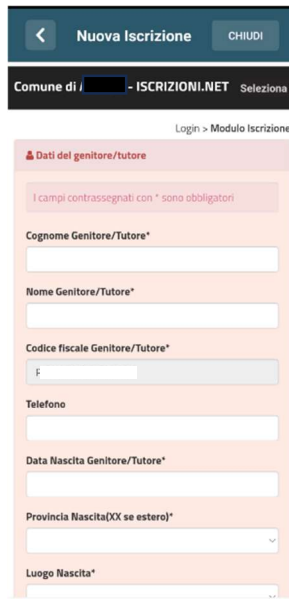 Nuova Iscrizione CHIUDI
Comune di - ISCRIZIONI.NET Seleziona
Login > Modulo Iscrizione
Dati del genitore/tutore
I campi contrassegnati con * sono obbligatori
Cognome Genitore/Tutore*
Nome Genitore/Tutore*
Codice fiscale Genitore/Tutore*
Telefono
Data Nascita Genitore/Tutore*
Provincia Nascita(XX se estero)*
Luogo Nascita*